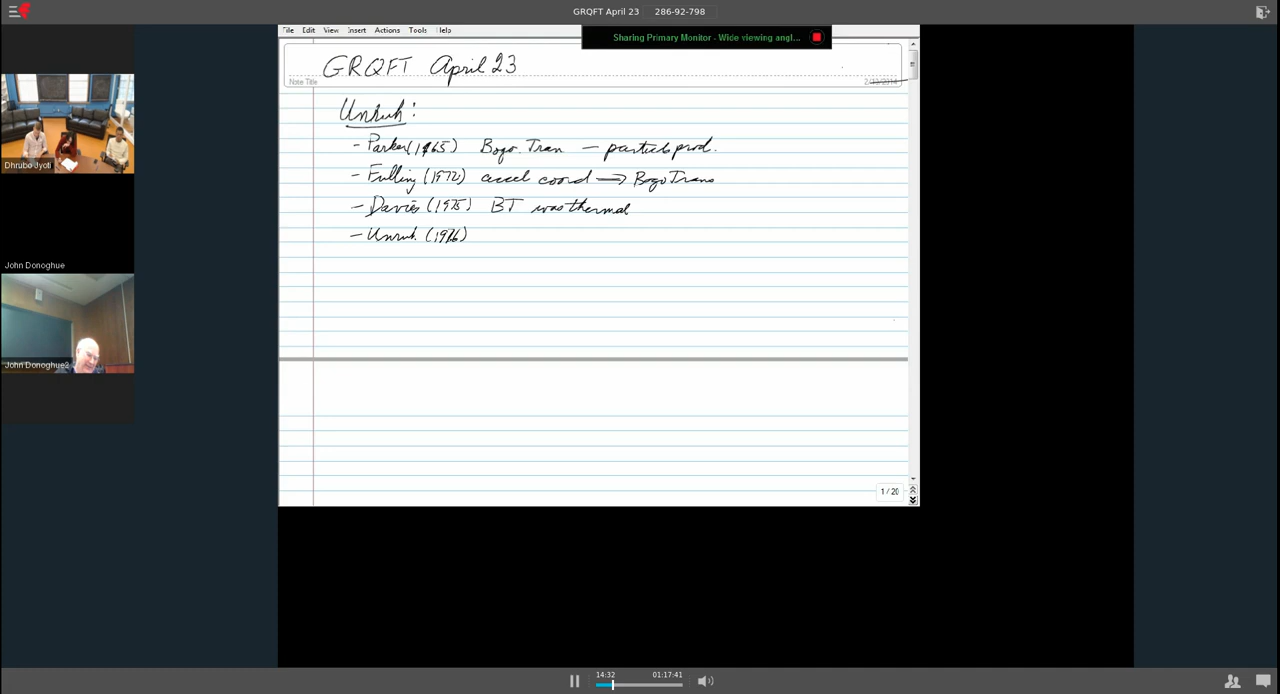 GRQFT April 23 286-92-798
File Edit View Insert Actions Tools Help
Sharing Primary Monitor - Wide viewing angl...
GRQFT April 23
Note Title
Unruh:
- Parker (1965) Bogo. Tran - particle prod.
- Fulling (1972) accel coord ⟹ Bogo Trans
- Davies (1975) BT was thermal
- Unruh (1976)
Dhrubo Jyoti
John Donoghue
John Donoghue2
1 / 20
14:32 01:17:41